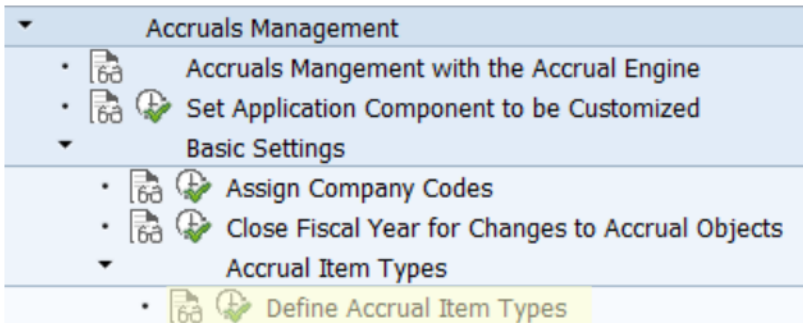 Accruals Management
Accruals Mangement with the Accrual Engine
Set Application Component to be Customized
Basic Settings
Assign Company Codes
Close Fiscal Year for Changes to Accrual Objects
Accrual Item Types
Define Accrual Item Types